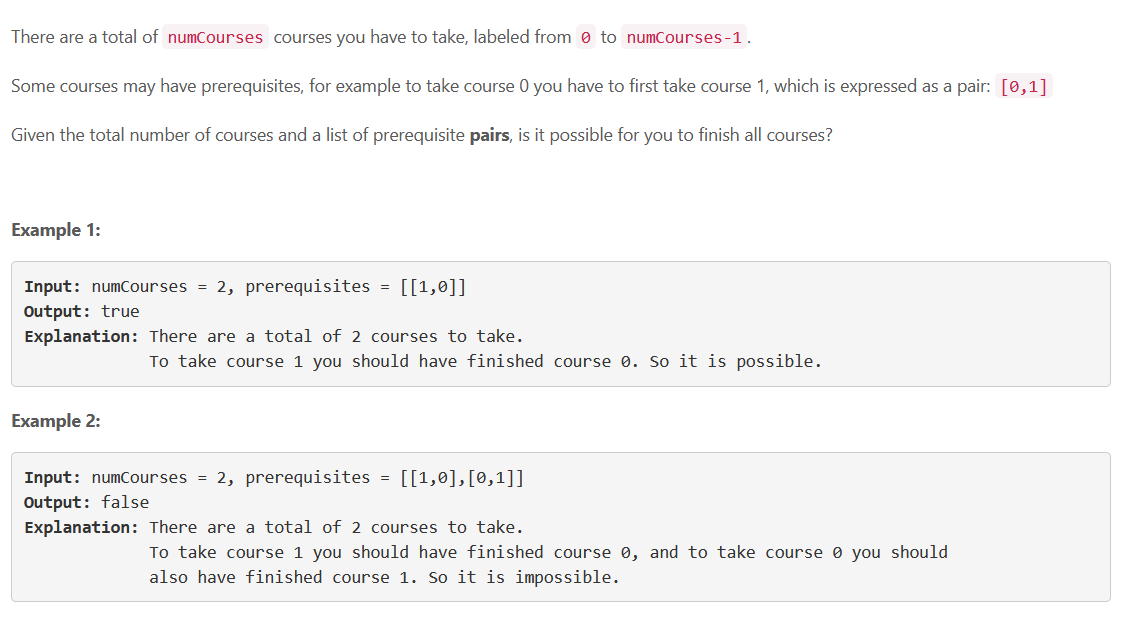 There are a total of numCourses courses you have to take, labeled from 0 to numCourses-1.
Some courses may have prerequisites, for example to take course 0 you have to first take course 1, which is expressed as a pair: [0,1]
Given the total number of courses and a list of prerequisite pairs, is it possible for you to finish all courses?
Example 1:
Input: numCourses = 2, prerequisites = [[1,0]]
Output: true
Explanation: There are a total of 2 courses to take.
To take course 1 you should have finished course 0. So it is possible.
Example 2:
Input: numCourses = 2, prerequisites = [[1,0],[0,1]]
Output: false
Explanation: There are a total of 2 courses to take.
To take course 1 you should have finished course 0, and to take course 0 you should
also have finished course 1. So it is impossible.